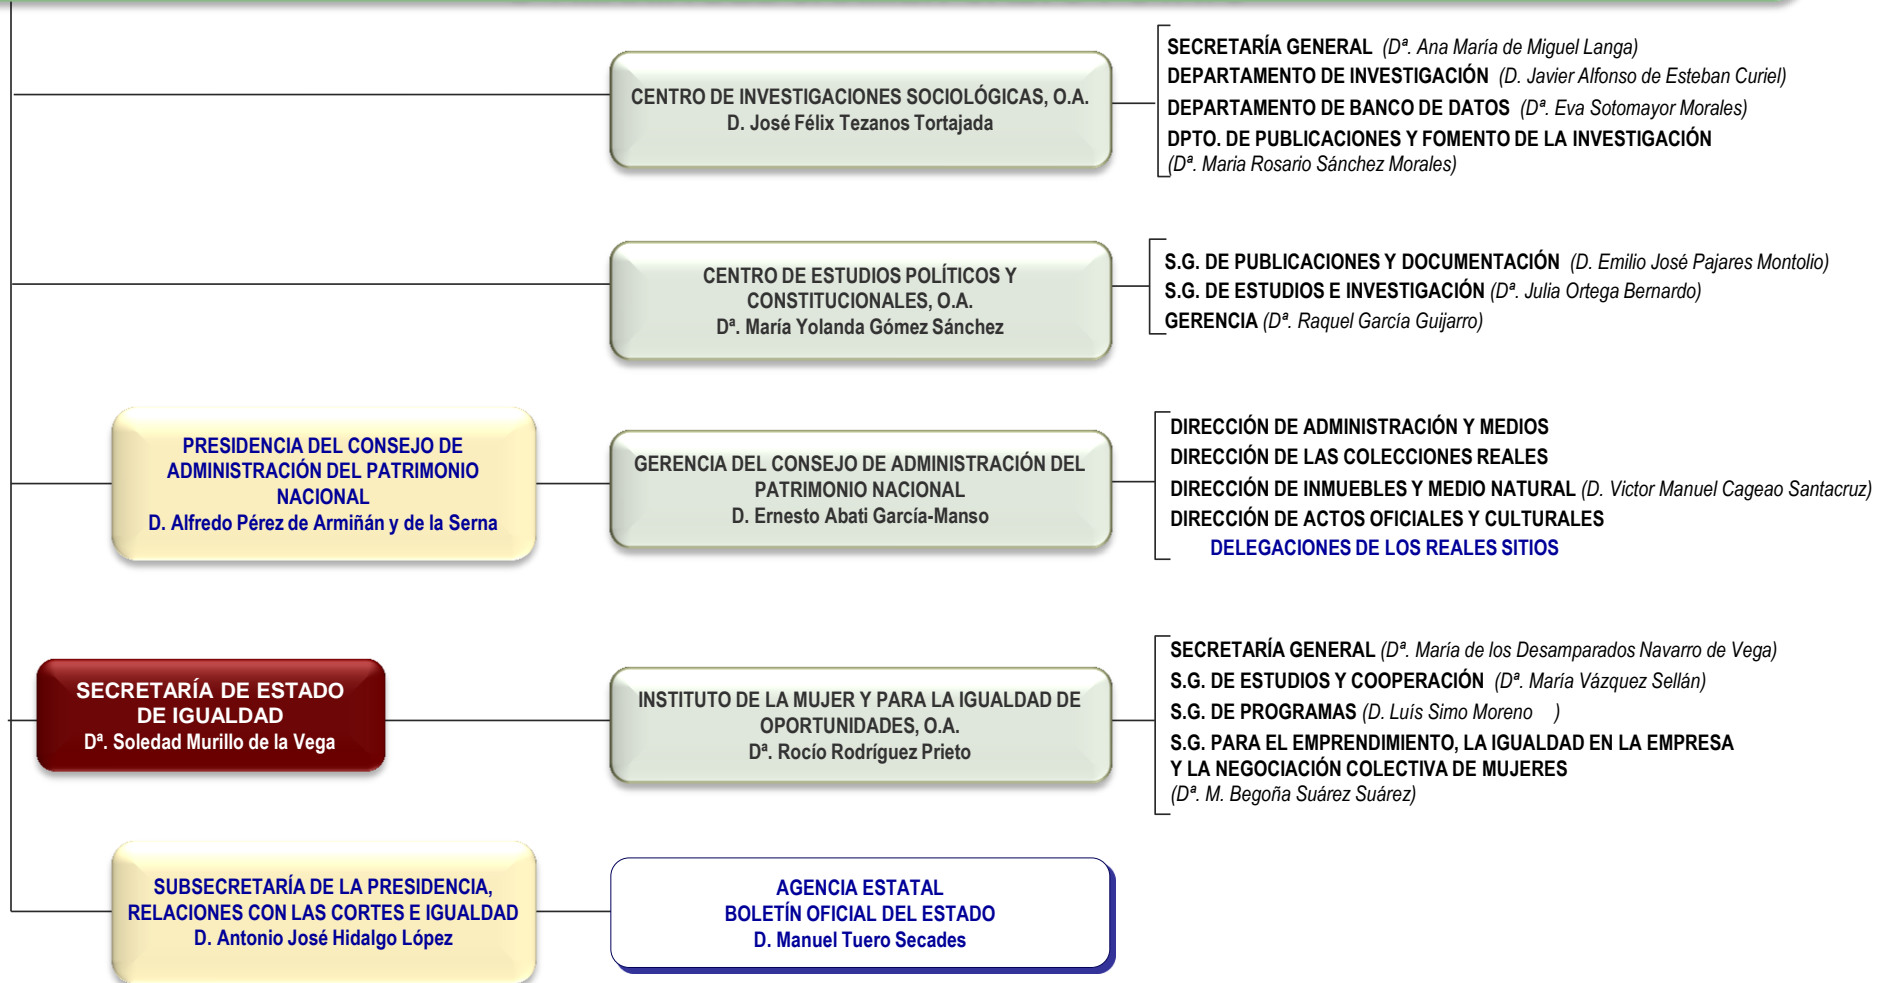 CENTRO DE INVESTIGACIONES SOCIOLÓGICAS, O.A.
D. José Félix Tezanos Tortajada
SECRETARÍA GENERAL (Dª. Ana María de Miguel Langa)
DEPARTAMENTO DE INVESTIGACIÓN (D. Javier Alfonso de Esteban Curiel)
DEPARTAMENTO DE BANCO DE DATOS (Dª. Eva Sotomayor Morales)
DPTO. DE PUBLICACIONES Y FOMENTO DE LA INVESTIGACIÓN
(Dª. Maria Rosario Sánchez Morales)
CENTRO DE ESTUDIOS POLÍTICOS Y
CONSTITUCIONALES, O.A.
Dª. María Yolanda Gómez Sánchez
S.G. DE PUBLICACIONES Y DOCUMENTACIÓN (D. Emilio José Pajares Montolio)
S.G. DE ESTUDIOS E INVESTIGACIÓN (Dª. Julia Ortega Bernardo)
GERENCIA (Dª. Raquel García Guijarro)
PRESIDENCIA DEL CONSEJO DE
ADMINISTRACIÓN DEL PATRIMONIO
NACIONAL
D. Alfredo Pérez de Armiñán y de la Serna
GERENCIA DEL CONSEJO DE ADMINISTRACIÓN DEL
PATRIMONIO NACIONAL
D. Ernesto Abati García-Manso
DIRECCIÓN DE ADMINISTRACIÓN Y MEDIOS
DIRECCIÓN DE LAS COLECCIONES REALES
DIRECCIÓN DE INMUEBLES Y MEDIO NATURAL (D. Victor Manuel Cageao Santacruz)
DIRECCIÓN DE ACTOS OFICIALES Y CULTURALES
DELEGACIONES DE LOS REALES SITIOS
SECRETARÍA DE ESTADO
DE IGUALDAD
Dª. Soledad Murillo de la Vega
INSTITUTO DE LA MUJER Y PARA LA IGUALDAD DE
OPORTUNIDADES, O.A.
Dª. Rocío Rodríguez Prieto
SECRETARÍA GENERAL (Dª. María de los Desamparados Navarro de Vega)
S.G. DE ESTUDIOS Y COOPERACIÓN (Dª. María Vázquez Sellán)
S.G. DE PROGRAMAS (D. Luís Simo Moreno )
S.G. PARA EL EMPRENDIMIENTO, LA IGUALDAD EN LA EMPRESA
Y LA NEGOCIACIÓN COLECTIVA DE MUJERES
(Dª. M. Begoña Suárez Suárez)
SUBSECRETARÍA DE LA PRESIDENCIA,
RELACIONES CON LAS CORTES E IGUALDAD
D. Antonio José Hidalgo López
AGENCIA ESTATAL
BOLETÍN OFICIAL DEL ESTADO
D. Manuel Tuero Secades